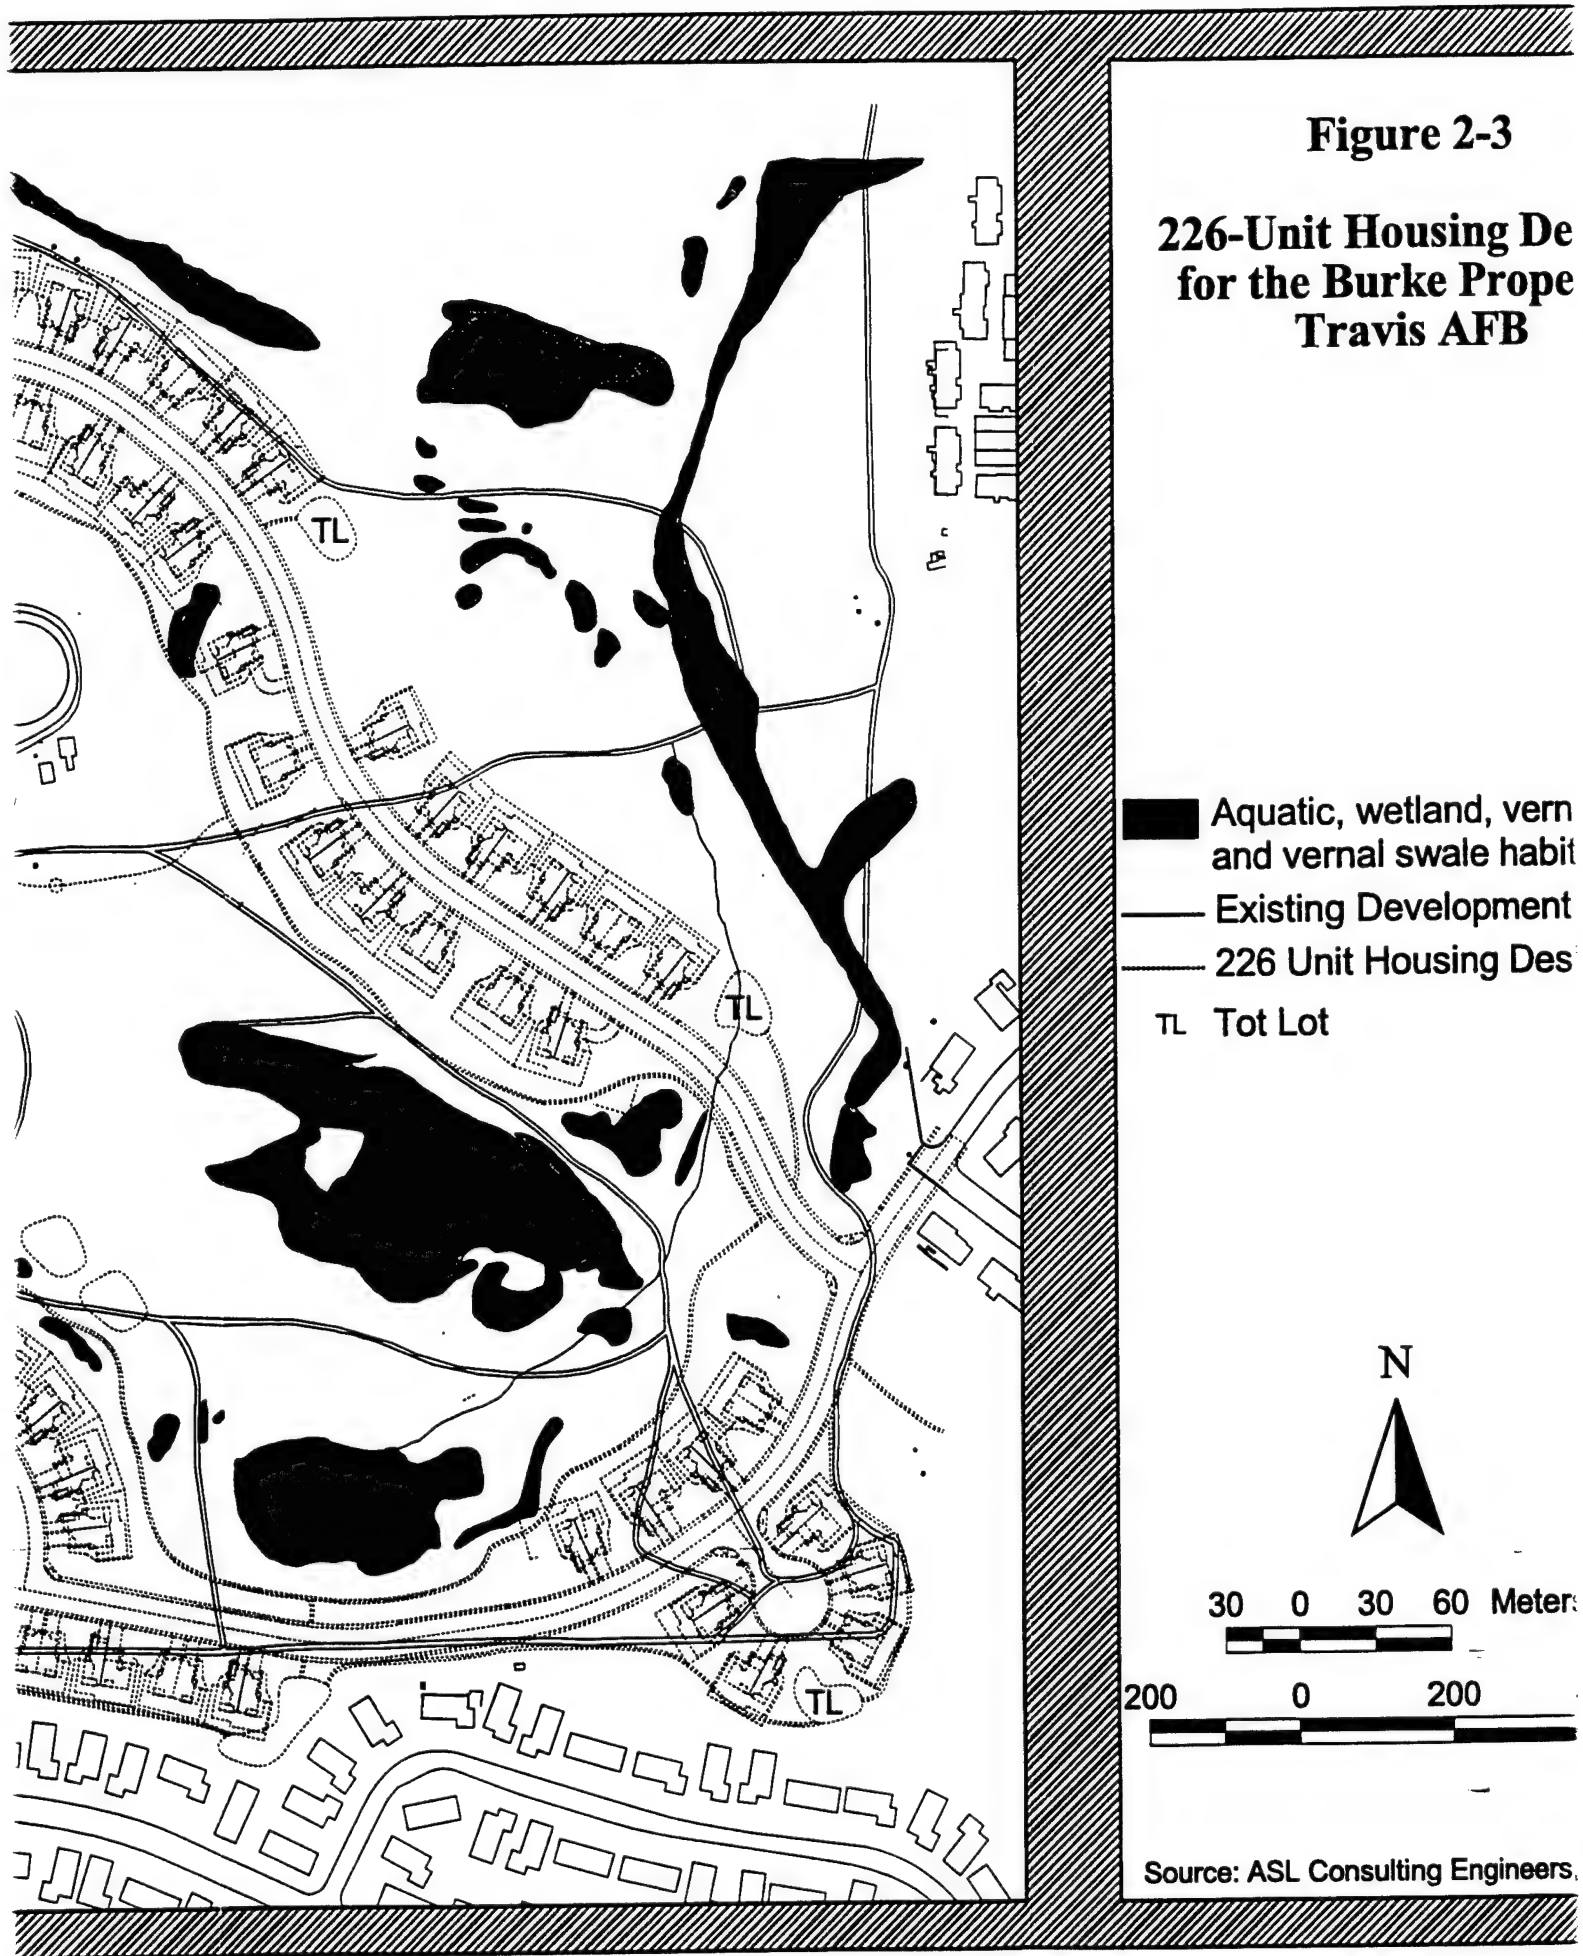 Figure 2-3
226-Unit Housing De
for the Burke Prope
Travis AFB
TL
TL
TL
Aquatic, wetland, vern
and vernal swale habit
Existing Development
226 Unit Housing Des
TL Tot Lot
N
30 0 30 60 Meters
200 0 200
Source: ASL Consulting Engineers,